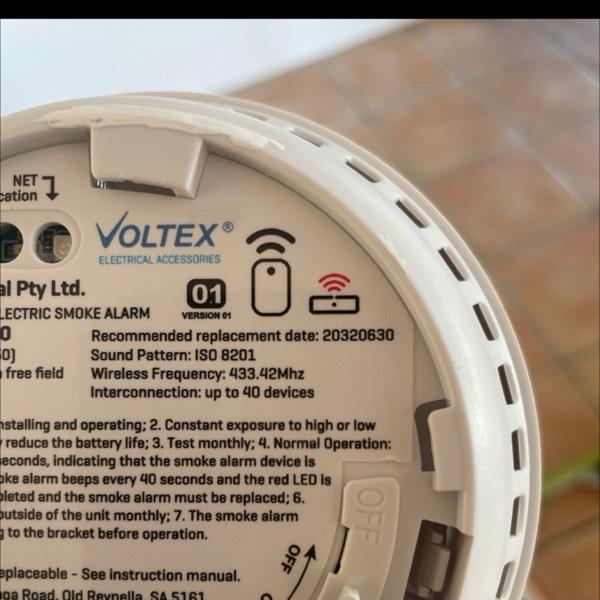 NET
cation
VOLTEX®
ELECTRICAL ACCESSORIES
al Pty Ltd.
LECTRIC SMOKE ALARM
01
VERSION 01
0
Recommended replacement date: 20320630
Sound Pattern: ISO 8201
free field
Wireless Frequency: 433.42Mhz
Interconnection: up to 40 devices
nstalling and operating; 2. Constant exposure to high or low
reduce the battery life; 3. Test monthly; 4. Normal Operation:
seconds, indicating that the smoke alarm device is
oke alarm beeps every 40 seconds and the red LED is
pleted and the smoke alarm must be replaced; 6.
outside of the unit monthly; 7. The smoke alarm
g to the bracket before operation.
OFF
OFF
eplaceable - See instruction manual.
nga Road, Old Reynella, SA 5161